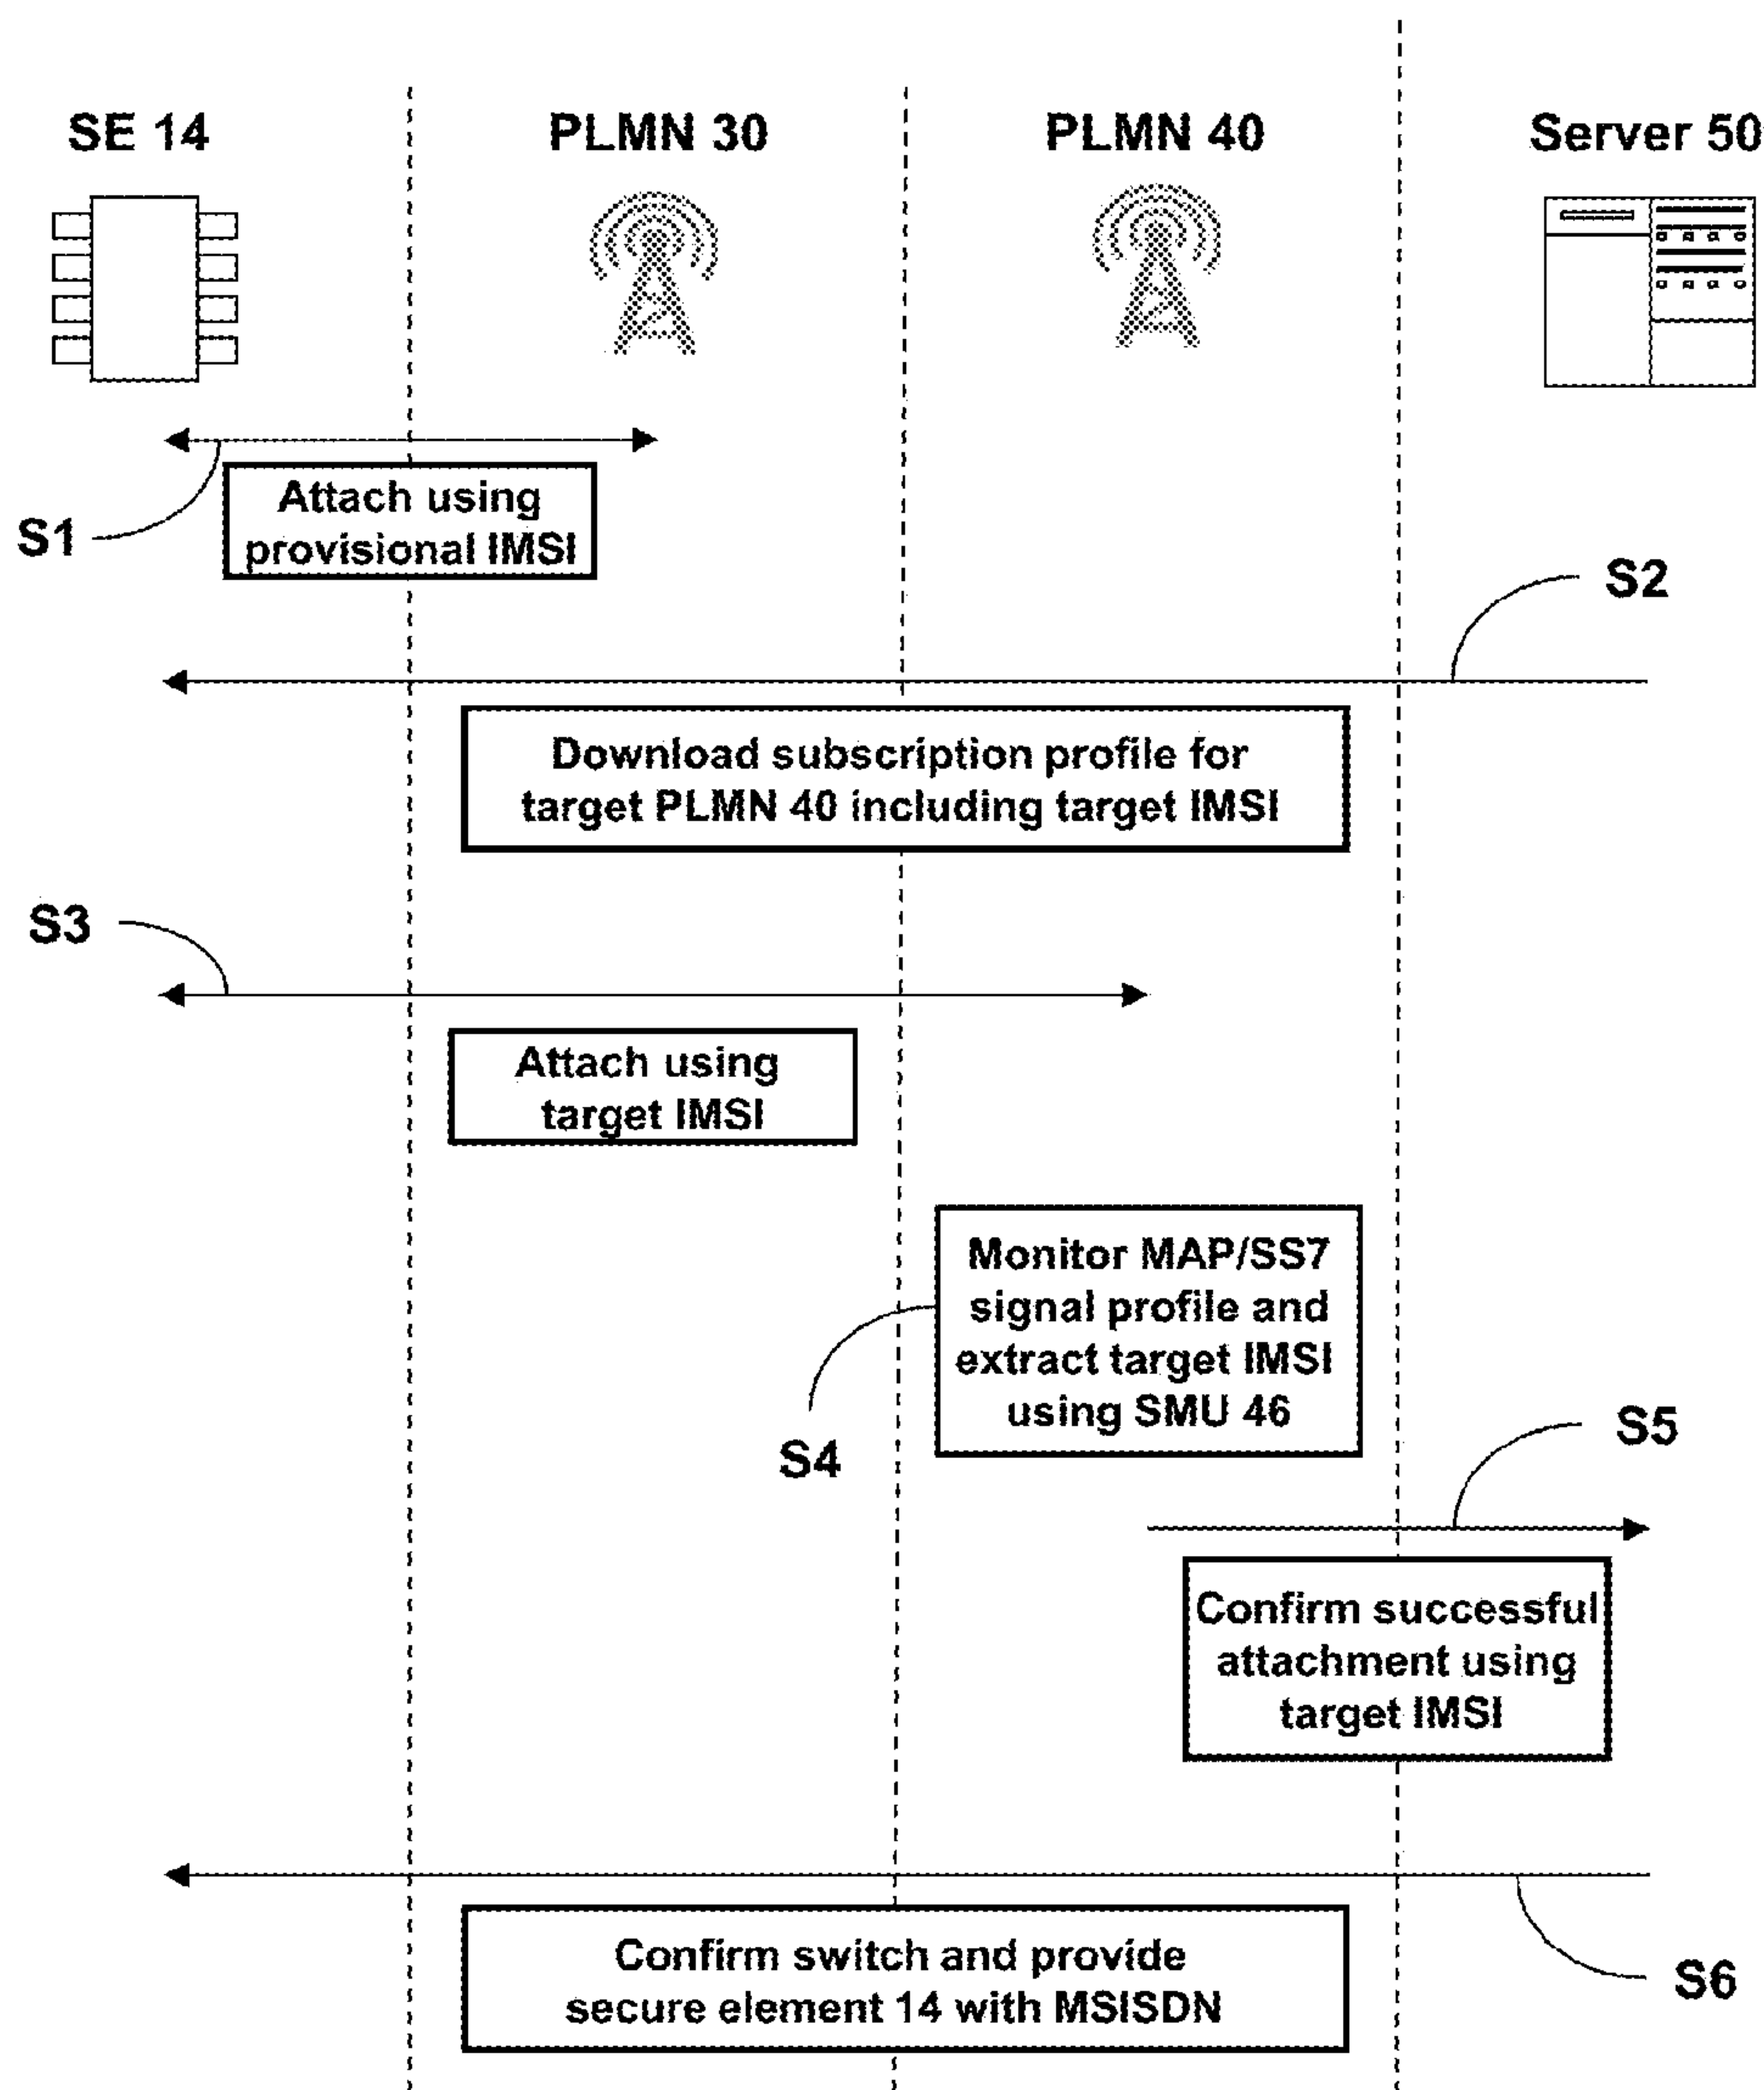 SE 14
PLMN 30
PLMN 40
Server 50
Attach using
provisional IMSI
S1
S2
Download subscription profile for
target PLMN 40 including target IMSI
S3
Attach using
target IMSI
Monitor MAP/SS7
signal profile and
extract target IMSI
using SMU 46
S4
S5
Confirm successful
attachment using
target IMSI
Confirm switch and provide
secure element 14 with MSISDN
S6